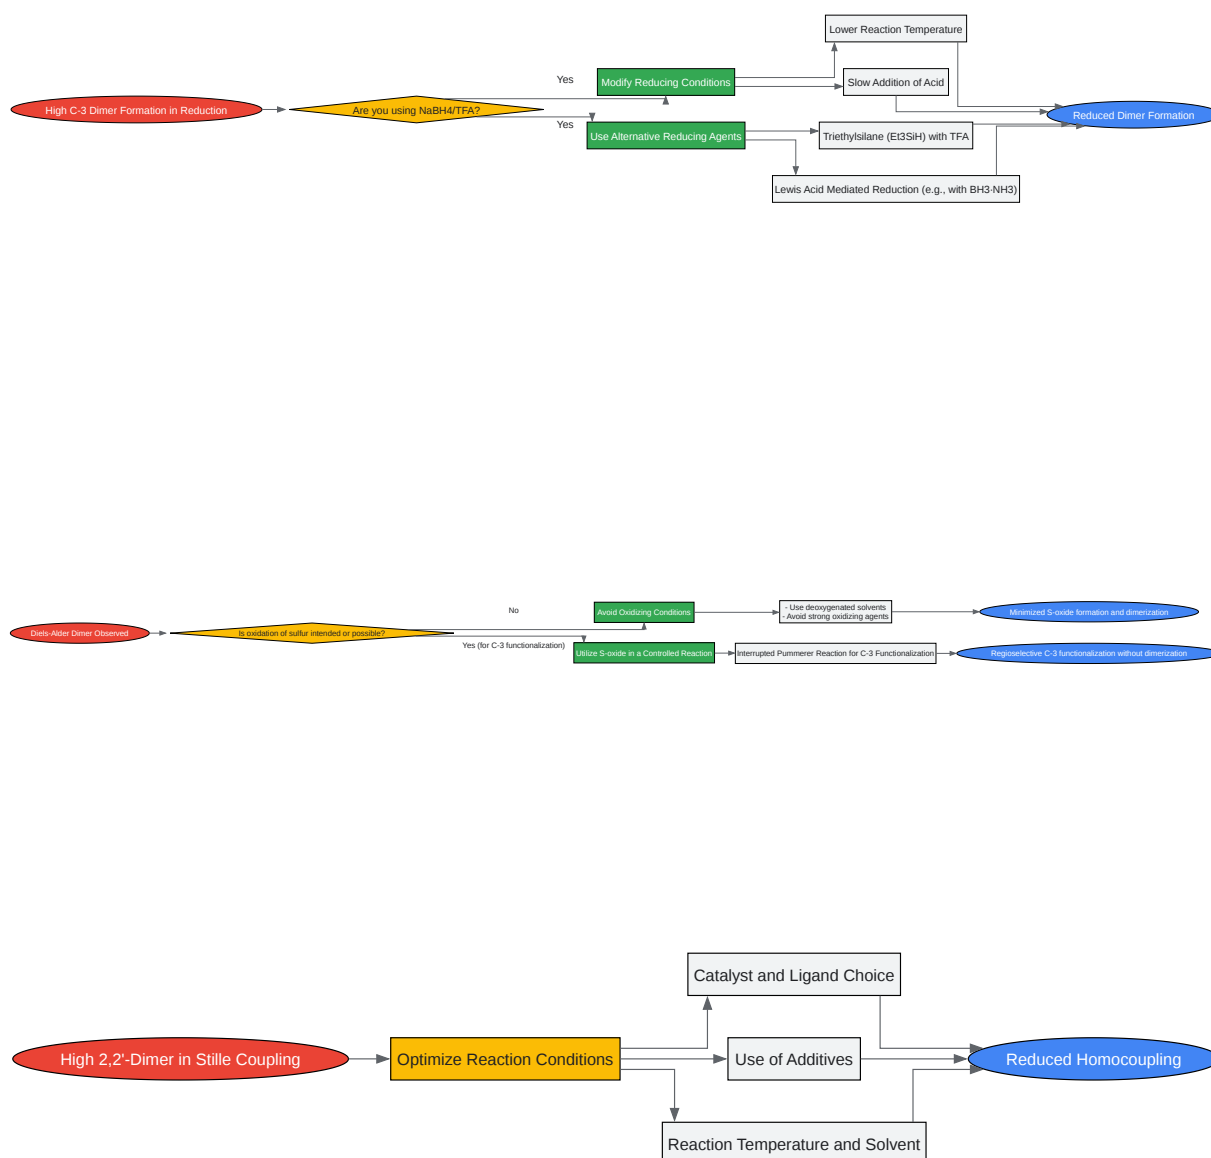 Lower Reaction Temperature
Yes
Modify Reducing Conditions
Slow Addition of Acid
High C-3 Dimer Formation in Reduction
Are you using NaBH4/TFA?
Reduced Dimer Formation
Yes
Use Alternative Reducing Agents
Triethylsilane (Et3SiH) with TFA
Lewis Acid Mediated Reduction (e.g., with BH3·NH3)
No
Avoid Oxidizing Conditions
- Use deoxygenated solvents
- Avoid strong oxidizing agents
Minimized S-oxide formation and dimerization
Diels-Alder Dimer Observed
Is oxidation of sulfur intended or possible?
Yes (for C-3 functionalization)
Utilize S-oxide in a Controlled Reaction
Interrupted Pummerer Reaction for C-3 Functionalization
Regioselective C-3 functionalization without dimerization
Catalyst and Ligand Choice
High 2,2'-Dimer in Stille Coupling
Optimize Reaction Conditions
Use of Additives
Reduced Homocoupling
Reaction Temperature and Solvent